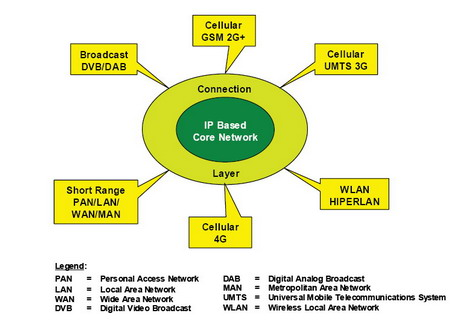 Cellular
GSM 2G+
Broadcast
DVB/DAB
Cellular
UMTS 3G
Connection
IP Based
Core Network
Layer
Short Range
PAN/LAN/
WAN/MAN
WLAN
HIPERLAN
Cellular
4G
Legend:
PAN = Personal Access Network
LAN = Local Area Network
WAN = Wide Area Network
DVB = Digital Video Broadcast
DAB = Digital Analog Broadcast
MAN = Metropolitan Area Network
UMTS = Universal Mobile Telecommunications System
WLAN = Wireless Local Area Network